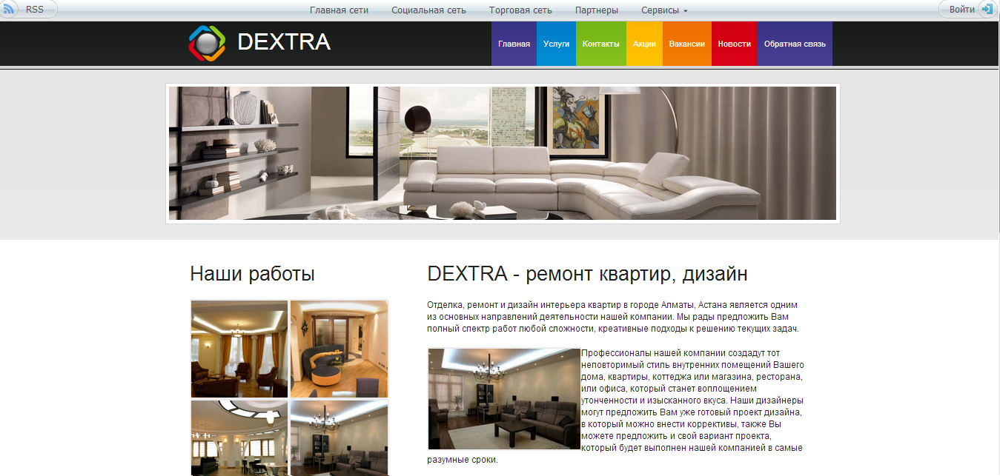 RSS Главная сети Социальная сеть Торговая сеть Партнеры Сервисы Войти
DEXTRA
Главная Услуги Контакты Акции Вакансии Новости Обратная связь
Наши работы
DEXTRA - ремонт квартир, дизайн
Отделка, ремонт и дизайн интерьера квартир в городе Алматы, Астана является одним
из основных направлений деятельности нашей компании. Мы рады предложить Вам
полный спектр работ любой сложности, креативные подходы к решению текущих задач.
Профессионалы нашей компании создадут тот
неповторимый стиль внутренних помещений Вашего
дома, квартиры, коттеджа или магазина, ресторана,
или офиса, который станет воплощением
утонченности и изысканного вкуса. Наши дизайнеры
могут предложить Вам уже готовый проект дизайна,
в который можно внести коррективы, также Вы
можете предложить и свой вариант проекта,
который будет выполнен нашей компанией в самые
разумные сроки.